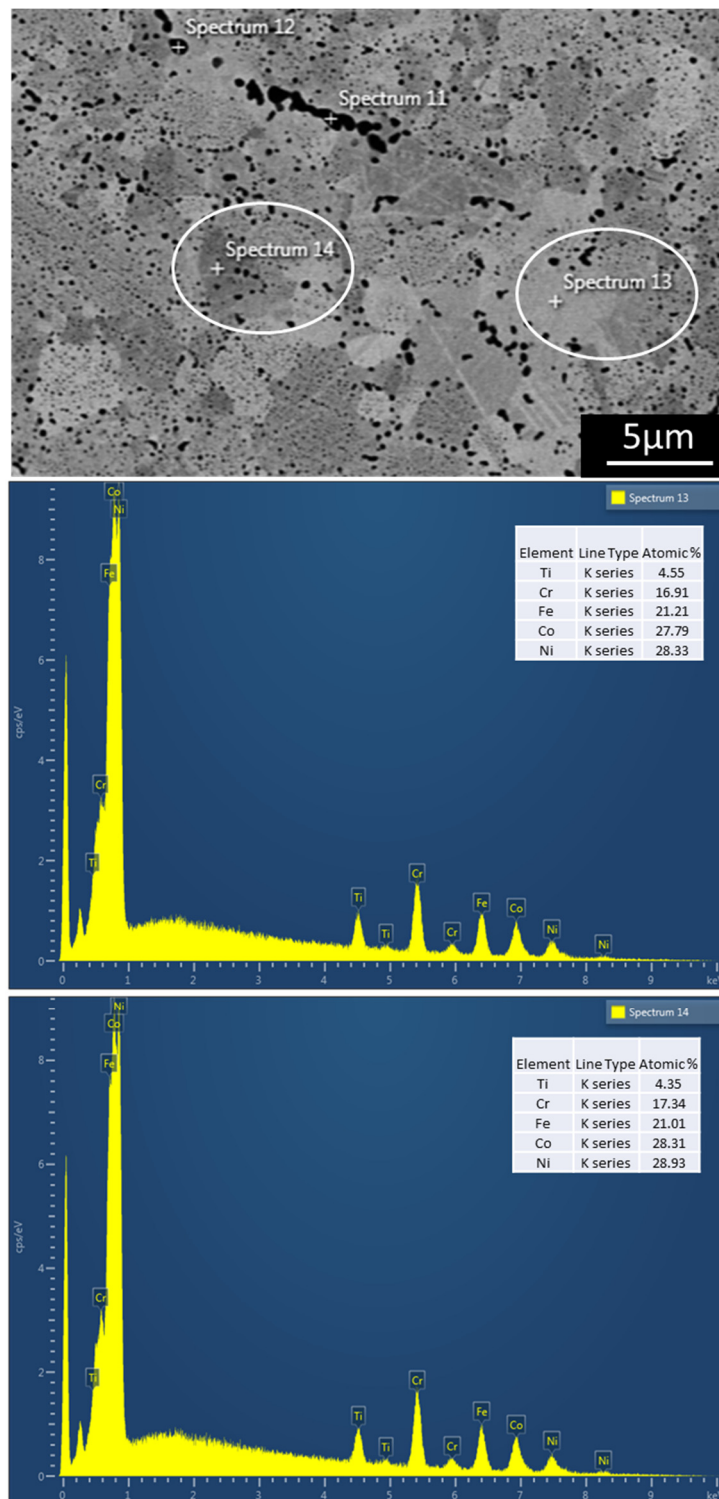 Spectrum 12
Spectrum 11
Spectrum 14
Spectrum 13
5μm
Spectrum 13
Co
Ni
Fe
Cr
Ti
Element Line Type Atomic%
Ti K series 4.55
Cr K series 16.91
Fe K series 21.21
Co K series 27.79
Ni K series 28.33
cps/eV
8
6
4
2
0
Ti Ti Cr Cr Fe Co Ni Ni
0 1 2 3 4 5 6 7 8 9 keV
Spectrum 14
Ni
Co
Fe
Cr
Ti
Element Line Type Atomic%
Ti K series 4.35
Cr K series 17.34
Fe K series 21.01
Co K series 28.31
Ni K series 28.93
cps/eV
8
6
4
2
0
Ti Ti Cr Cr Fe Co Ni Ni
0 1 2 3 4 5 6 7 8 9 keV